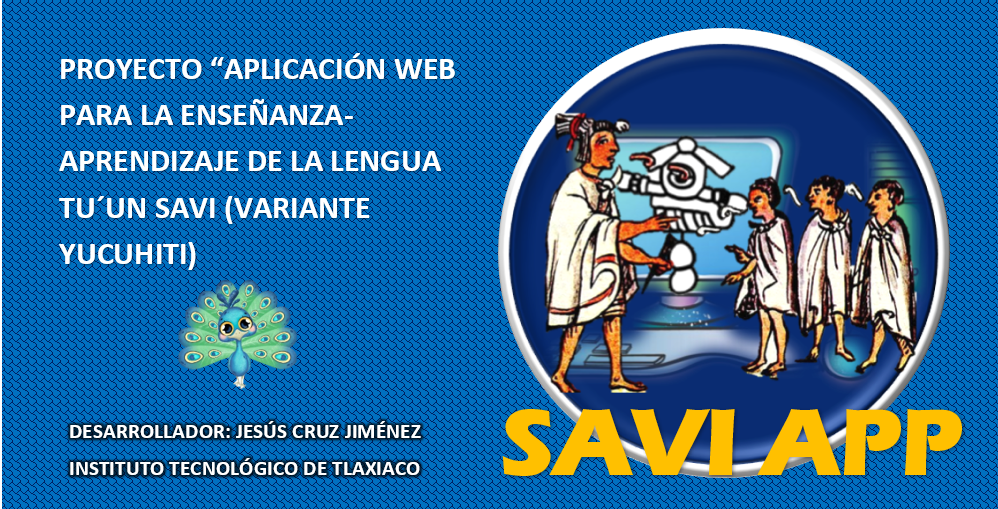 PROYECTO “APLICACIÓN WEB
PARA LA ENSEÑANZA-
APRENDIZAJE DE LA LENGUA
TU´UN SAVI (VARIANTE
YUCUHITI)
DESARROLLADOR: JESÚS CRUZ JIMÉNEZ
INSTITUTO TECNOLÓGICO DE TLAXIACO
SAVI APP